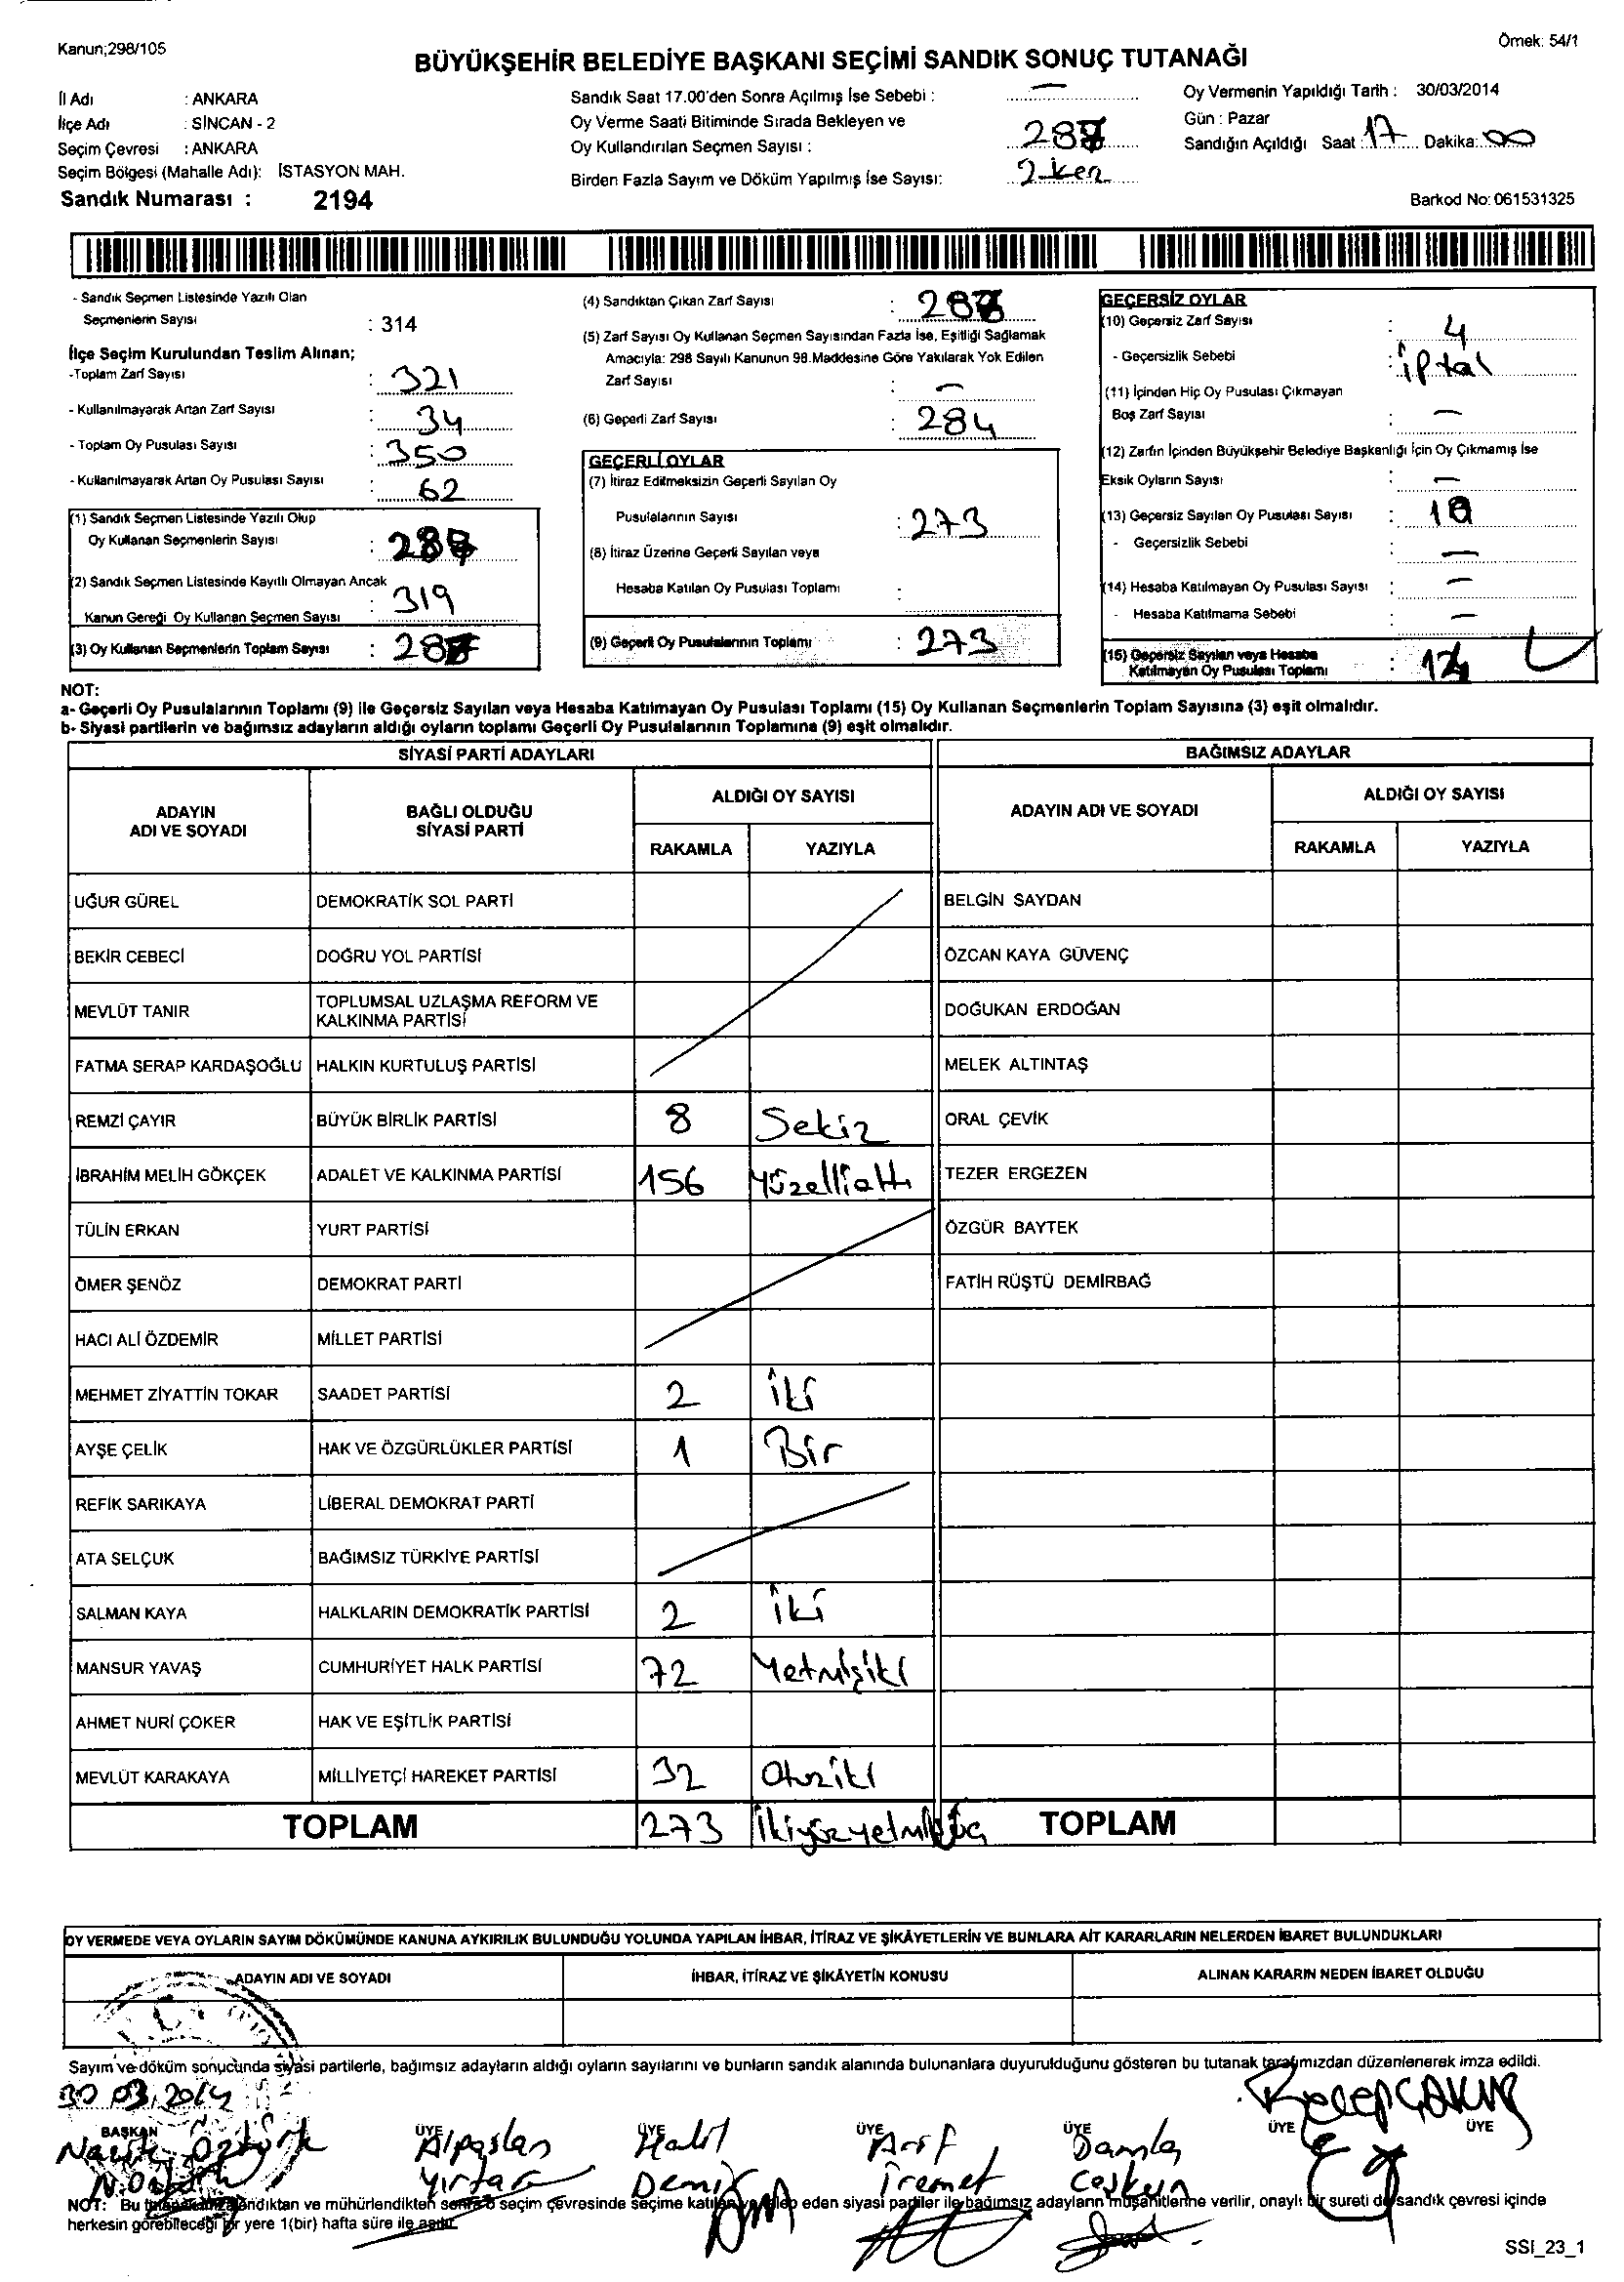 Kanun;298/105
Örnek: 54/1
BÜYÜKŞEHİR BELEDİYE BAŞKANI SEÇİMİ SANDIK SONUÇ TUTANAĞI
İl Adı : ANKARA
İlçe Adı : SİNCAN - 2
Seçim Çevresi : ANKARA
Seçim Bölgesi (Mahalle Adı): İSTASYON MAH.
Sandık Numarası : 2194
Sandık Saat 17.00'den Sonra Açılmış İse Sebebi : —
Oy Verme Saati Bitiminde Sırada Bekleyen ve
Oy Kullandırılan Seçmen Sayısı :
Birden Fazla Sayım ve Döküm Yapılmış İse Sayısı: 2 kez
Oy Vermenin Yapıldığı Tarih : 30/03/2014
Gün : Pazar
Sandığın Açıldığı Saat : 17 Dakika: 00
Barkod No: 061531325
- Sandık Seçmen Listesinde Yazılı Olan
Seçmenlerin Sayısı : 314
İlçe Seçim Kurulundan Teslim Alınan;
-Toplam Zarf Sayısı : 321
- Kullanılmayarak Artan Zarf Sayısı : 34
- Toplam Oy Pusulası Sayısı : 350
- Kullanılmayarak Artan Oy Pusulası Sayısı : 62
(1) Sandık Seçmen Listesinde Yazılı Olup
Oy Kullanan Seçmenlerin Sayısı :
(2) Sandık Seçmen Listesinde Kayıtlı Olmayan Ancak
Kanun Gereği Oy Kullanan Seçmen Sayısı : 319
(3) Oy Kullanan Seçmenlerin Toplam Sayısı :
(4) Sandıktan Çıkan Zarf Sayısı :
(5) Zarf Sayısı Oy Kullanan Seçmen Sayısından Fazla İse, Eşitliği Sağlamak
Amacıyla: 298 Sayılı Kanunun 98.Maddesine Göre Yakılarak Yok Edilen
Zarf Sayısı : —
(6) Geçerli Zarf Sayısı : 284
GEÇERLİ OYLAR
(7) İtiraz Edilmeksizin Geçerli Sayılan Oy
Pusulalarının Sayısı : 273
(8) İtiraz Üzerine Geçerli Sayılan veya
Hesaba Katılan Oy Pusulası Toplamı :
(9) Geçerli Oy Pusulalarının Toplamı : 273
GEÇERSİZ OYLAR
(10) Geçersiz Zarf Sayısı : 4
- Geçersizlik Sebebi : iptal
(11) İçinden Hiç Oy Pusulası Çıkmayan
Boş Zarf Sayısı : —
(12) Zarfın İçinden Büyükşehir Belediye Başkanlığı İçin Oy Çıkmamış İse
Eksik Oyların Sayısı : —
(13) Geçersiz Sayılan Oy Pusulası Sayısı :
- Geçersizlik Sebebi : —
(14) Hesaba Katılmayan Oy Pusulası Sayısı : —
- Hesaba Katılmama Sebebi : —
(15) Geçersiz Sayılan veya Hesaba
Katılmayan Oy Pusulası Toplamı :
NOT:
a- Geçerli Oy Pusulalarının Toplamı (9) ile Geçersiz Sayılan veya Hesaba Katılmayan Oy Pusulası Toplamı (15) Oy Kullanan Seçmenlerin Toplam Sayısına (3) eşit olmalıdır.
b- Siyasi partilerin ve bağımsız adayların aldığı oyların toplamı Geçerli Oy Pusulalarının Toplamına (9) eşit olmalıdır.
SİYASİ PARTİ ADAYLARI
BAĞIMSIZ ADAYLAR
ADAYIN
ADI VE SOYADI
BAĞLI OLDUĞU
SİYASİ PARTİ
ALDIĞI OY SAYISI
RAKAMLA YAZIYLA
ADAYIN ADI VE SOYADI
ALDIĞI OY SAYISI
RAKAMLA YAZIYLA
UĞUR GÜREL DEMOKRATİK SOL PARTİ BELGİN SAYDAN
BEKİR CEBECİ DOĞRU YOL PARTİSİ ÖZCAN KAYA GÜVENÇ
MEVLÜT TANIR TOPLUMSAL UZLAŞMA REFORM VE
KALKINMA PARTİSİ DOĞUKAN ERDOĞAN
FATMA SERAP KARDAŞOĞLU HALKIN KURTULUŞ PARTİSİ MELEK ALTINTAŞ
REMZİ ÇAYIR BÜYÜK BİRLİK PARTİSİ 8 Sekiz ORAL ÇEVİK
İBRAHİM MELİH GÖKÇEK ADALET VE KALKINMA PARTİSİ 156 Yüzellialtı TEZER ERGEZEN
TÜLİN ERKAN YURT PARTİSİ ÖZGÜR BAYTEK
ÖMER ŞENÖZ DEMOKRAT PARTİ FATİH RÜŞTÜ DEMİRBAĞ
HACI ALİ ÖZDEMİR MİLLET PARTİSİ
MEHMET ZİYATTİN TOKAR SAADET PARTİSİ 2 iki
AYŞE ÇELİK HAK VE ÖZGÜRLÜKLER PARTİSİ 1 Bir
REFİK SARIKAYA LİBERAL DEMOKRAT PARTİ
ATA SELÇUK BAĞIMSIZ TÜRKİYE PARTİSİ
SALMAN KAYA HALKLARIN DEMOKRATİK PARTİSİ 2 iki
MANSUR YAVAŞ CUMHURİYET HALK PARTİSİ 72 Yetmişiki
AHMET NURİ ÇOKER HAK VE EŞİTLİK PARTİSİ
MEVLÜT KARAKAYA MİLLİYETÇİ HAREKET PARTİSİ 32 Otuziki
TOPLAM 273 TOPLAM
OY VERMEDE VEYA OYLARIN SAYIM DÖKÜMÜNDE KANUNA AYKIRILIK BULUNDUĞU YOLUNDA YAPILAN İHBAR, İTİRAZ VE ŞİKÂYETLERİN VE BUNLARA AİT KARARLARIN NELERDEN İBARET BULUNDUKLARI
ADAYIN ADI VE SOYADI İHBAR, İTİRAZ VE ŞİKÂYETİN KONUSU ALINAN KARARIN NEDEN İBARET OLDUĞU
Sayım ve döküm sonucunda siyasi partilerle, bağımsız adayların aldığı oyların sayılarını ve bunların sandık alanında bulunanlara duyurulduğunu gösteren bu tutanak tarafımızdan düzenlenerek imza edildi.
30.03.2014
BAŞKAN ÜYE ÜYE ÜYE ÜYE ÜYE ÜYE
Öztürk Alpaslan Halil Arif Damla
Demir Coşkun
NOT: Bu tutanak imzalandıktan ve mühürlendikten sonra o seçim çevresinde seçime katılan ve talep eden siyasi partiler ile bağımsız adayların müşahitlerine verilir, onaylı bir sureti de sandık çevresi içinde
herkesin görebileceği bir yere 1(bir) hafta süre ile asılır.
SSI_23_1